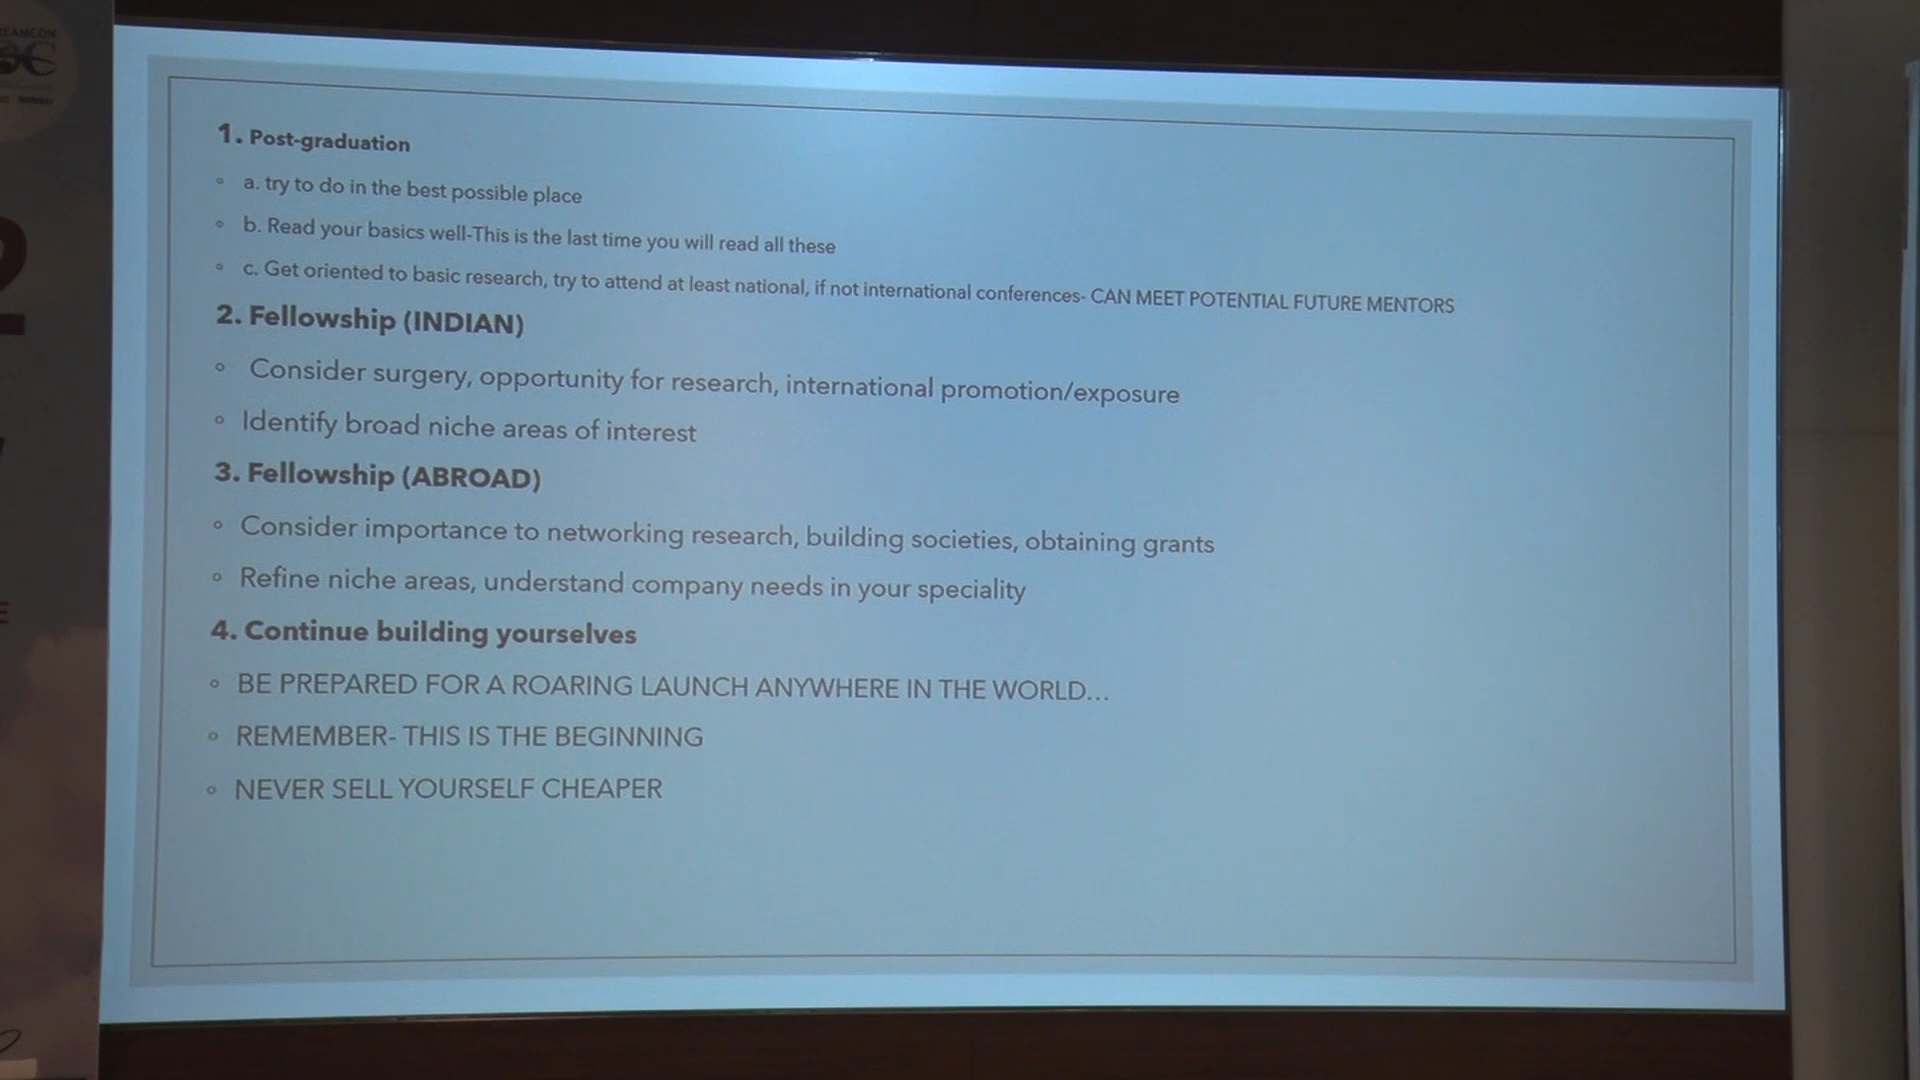 1. Post-graduation
a. try to do in the best possible place
b. Read your basics well-This is the last time you will read all these
c. Get oriented to basic research, try to attend at least national, if not international conferences- CAN MEET POTENTIAL FUTURE MENTORS
2. Fellowship (INDIAN)
Consider surgery, opportunity for research, international promotion/exposure
Identify broad niche areas of interest
3. Fellowship (ABROAD)
Consider importance to networking research, building societies, obtaining grants
Refine niche areas, understand company needs in your speciality
4. Continue building yourselves
BE PREPARED FOR A ROARING LAUNCH ANYWHERE IN THE WORLD...
REMEMBER- THIS IS THE BEGINNING
NEVER SELL YOURSELF CHEAPER